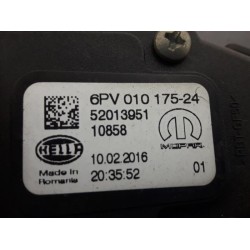 6PV 010 175-24
52013951
10858
MOPAR
HELLA
10.02.2016
01
Made in
Romania
20:35:52